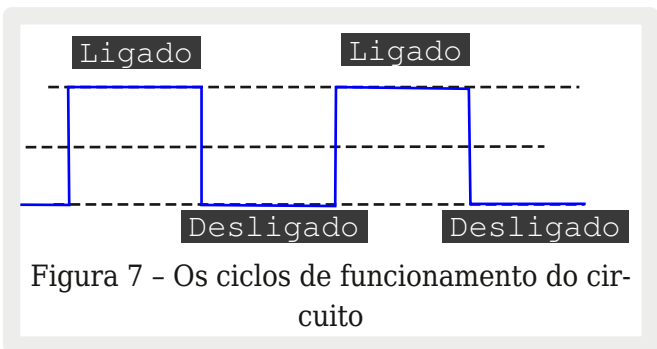 Ligado
Ligado
Desligado
Desligado
Figura 7 – Os ciclos de funcionamento do cir-
cuito